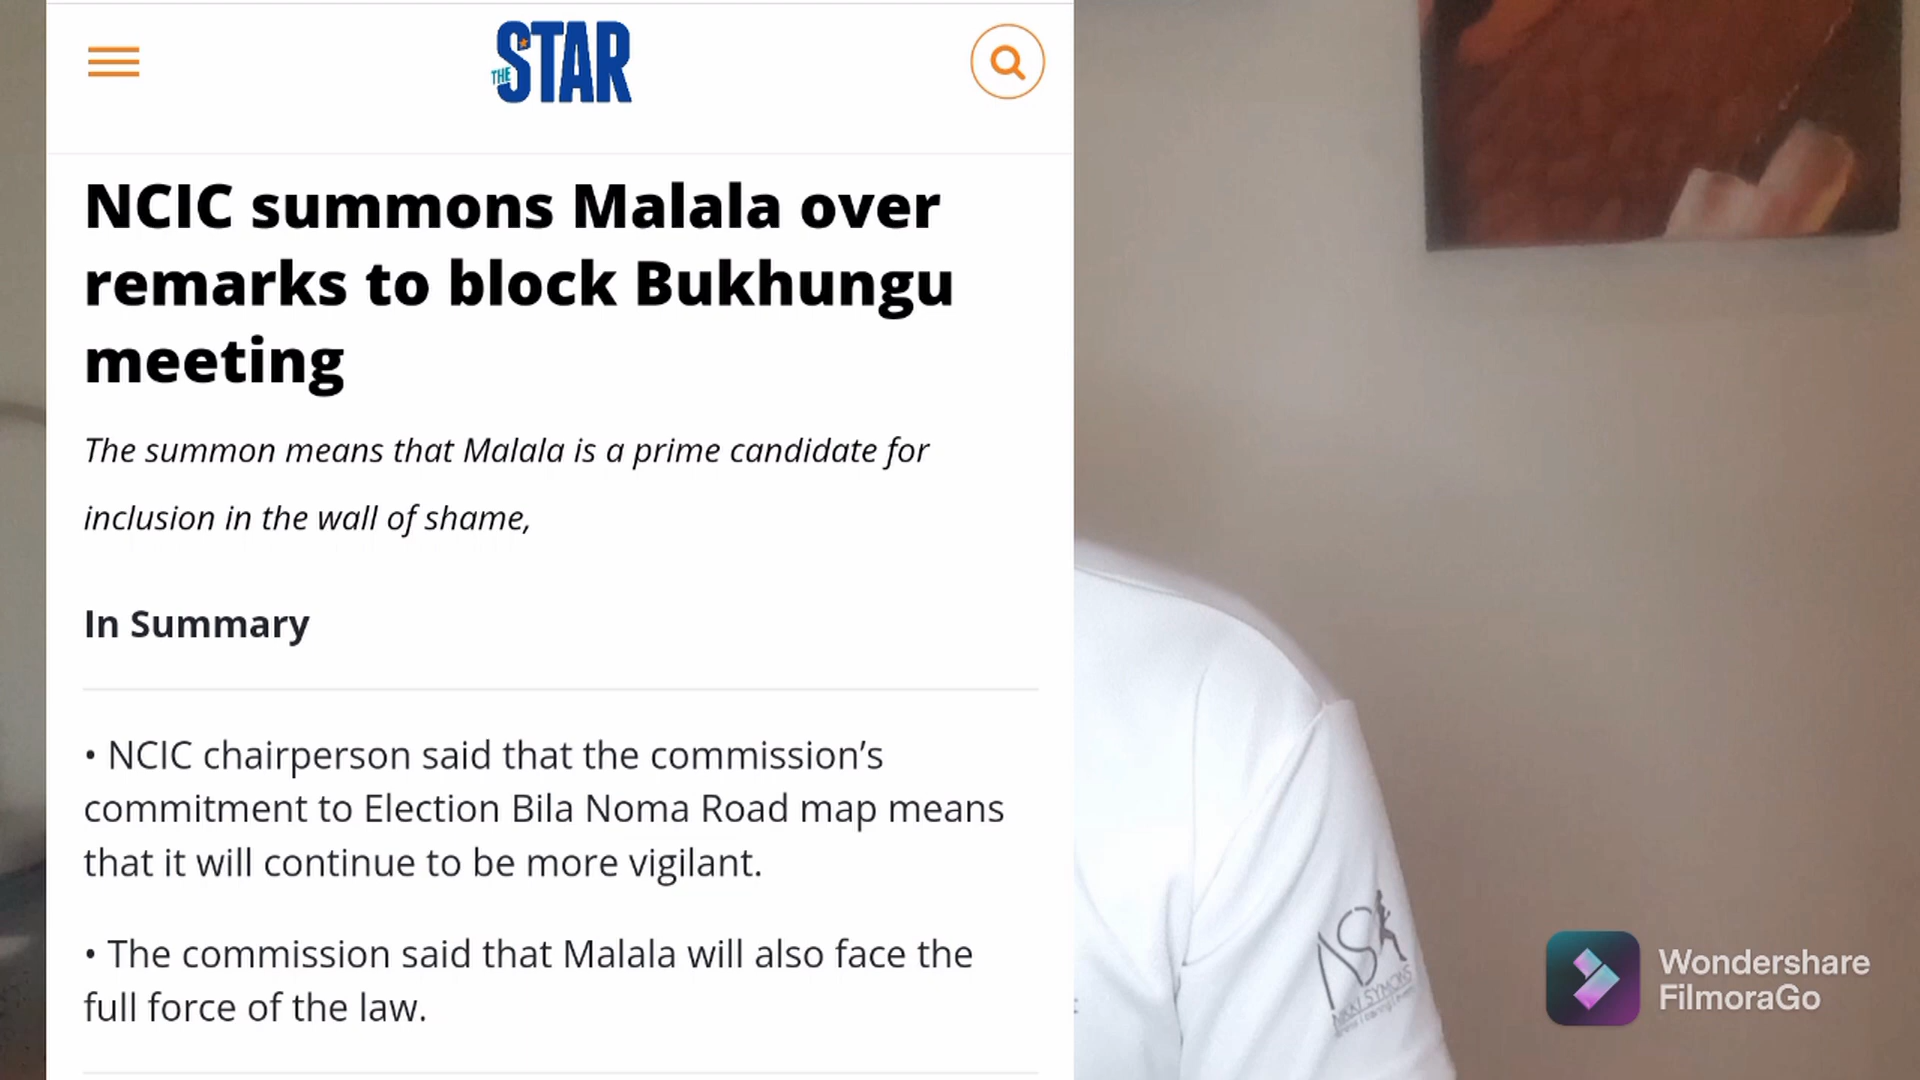 THE STAR
NCIC summons Malala over
remarks to block Bukhungu
meeting
The summon means that Malala is a prime candidate for
inclusion in the wall of shame,
In Summary
• NCIC chairperson said that the commission’s
commitment to Election Bila Noma Road map means
that it will continue to be more vigilant.
• The commission said that Malala will also face the
full force of the law.
NSR
NIKKI SYMONS
Wondershare
FilmoraGo